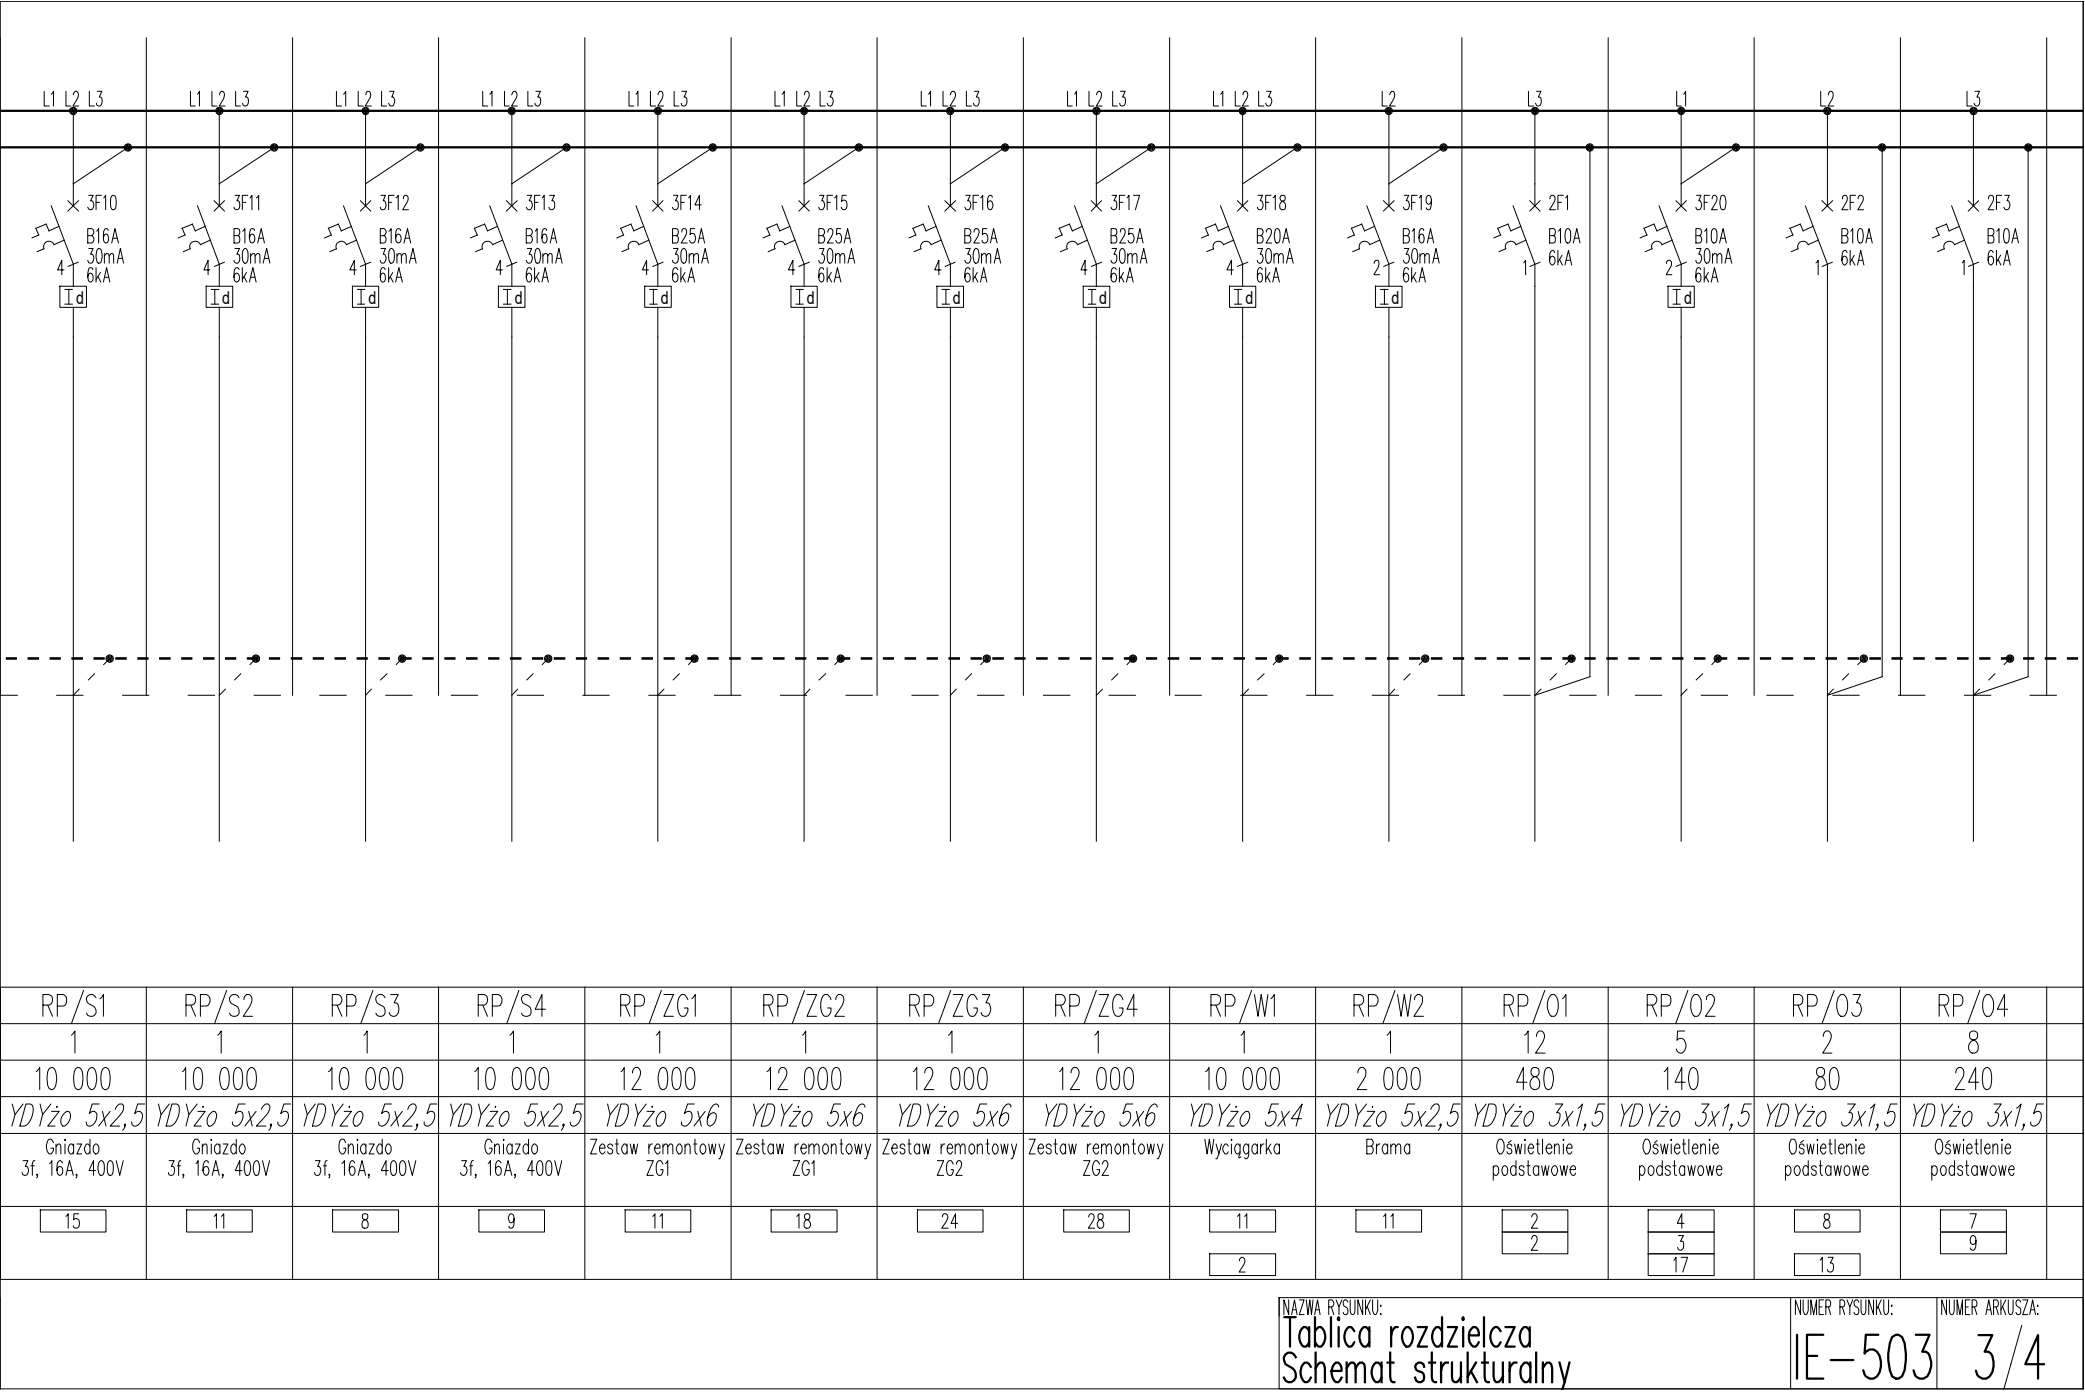 L1 L2 L3 L1 L2 L3 L1 L2 L3 L1 L2 L3 L1 L2 L3 L1 L2 L3 L1 L2 L3 L1 L2 L3 L1 L2 L3 L2 L3 L1 L2 L3
3F10 3F11 3F12 3F13 3F14 3F15 3F16 3F17 3F18 3F19 2F1 3F20 2F2 2F3
B16A B16A B16A B16A B25A B25A B25A B25A B20A B16A B10A B10A B10A B10A
30mA 30mA 30mA 30mA 30mA 30mA 30mA 30mA 30mA 30mA 6kA 30mA 6kA 6kA
4 6kA 4 6kA 4 6kA 4 6kA 4 6kA 4 6kA 4 6kA 4 6kA 4 6kA 2 6kA 1 2 6kA 1 1
Id Id Id Id Id Id Id Id Id Id Id
RP/S1 RP/S2 RP/S3 RP/S4 RP/ZG1 RP/ZG2 RP/ZG3 RP/ZG4 RP/W1 RP/W2 RP/O1 RP/O2 RP/O3 RP/O4
1 1 1 1 1 1 1 1 1 1 12 5 2 8
10 000 10 000 10 000 10 000 12 000 12 000 12 000 12 000 10 000 2 000 480 140 80 240
YDYżo 5x2,5 YDYżo 5x2,5 YDYżo 5x2,5 YDYżo 5x2,5 YDYżo 5x6 YDYżo 5x6 YDYżo 5x6 YDYżo 5x6 YDYżo 5x4 YDYżo 5x2,5 YDYżo 3x1,5 YDYżo 3x1,5 YDYżo 3x1,5 YDYżo 3x1,5
Gniazdo Gniazdo Gniazdo Gniazdo Zestaw remontowy Zestaw remontowy Zestaw remontowy Zestaw remontowy Wyciągarka Brama Oświetlenie Oświetlenie Oświetlenie Oświetlenie
3f, 16A, 400V 3f, 16A, 400V 3f, 16A, 400V 3f, 16A, 400V ZG1 ZG1 ZG2 ZG2 podstawowe podstawowe podstawowe podstawowe
15 11 8 9 11 18 24 28 11 11 2 4 8 7
2 3 9
2 17 13
NAZWA RYSUNKU: NUMER RYSUNKU: NUMER ARKUSZA:
Tablica rozdzielcza
Schemat strukturalny
IE-503 3/4